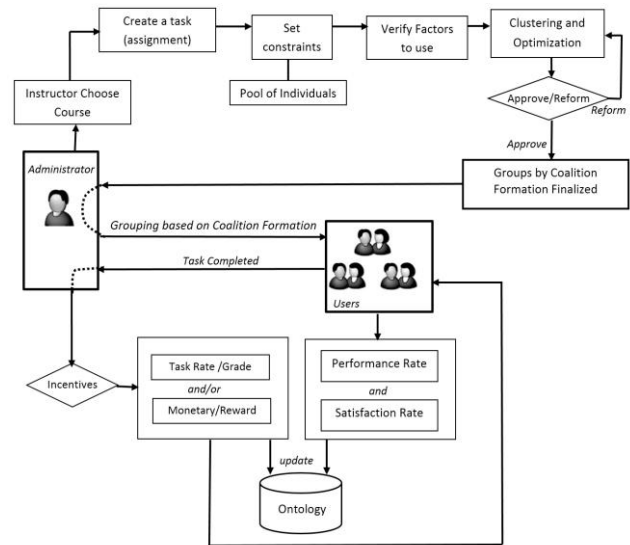 Create a task
(assignment)
Set
constraints
Verify Factors
to use
Clustering and
Optimization
Instructor Choose
Course
Pool of Individuals
Approve/Reform
Reform
Approve
Administrator
Groups by Coalition
Formation Finalized
Grouping based on Coalition Formation
Task Completed
Users
Incentives
Task Rate /Grade
and/or
Monetary/Reward
Performance Rate
and
Satisfaction Rate
update
Ontology